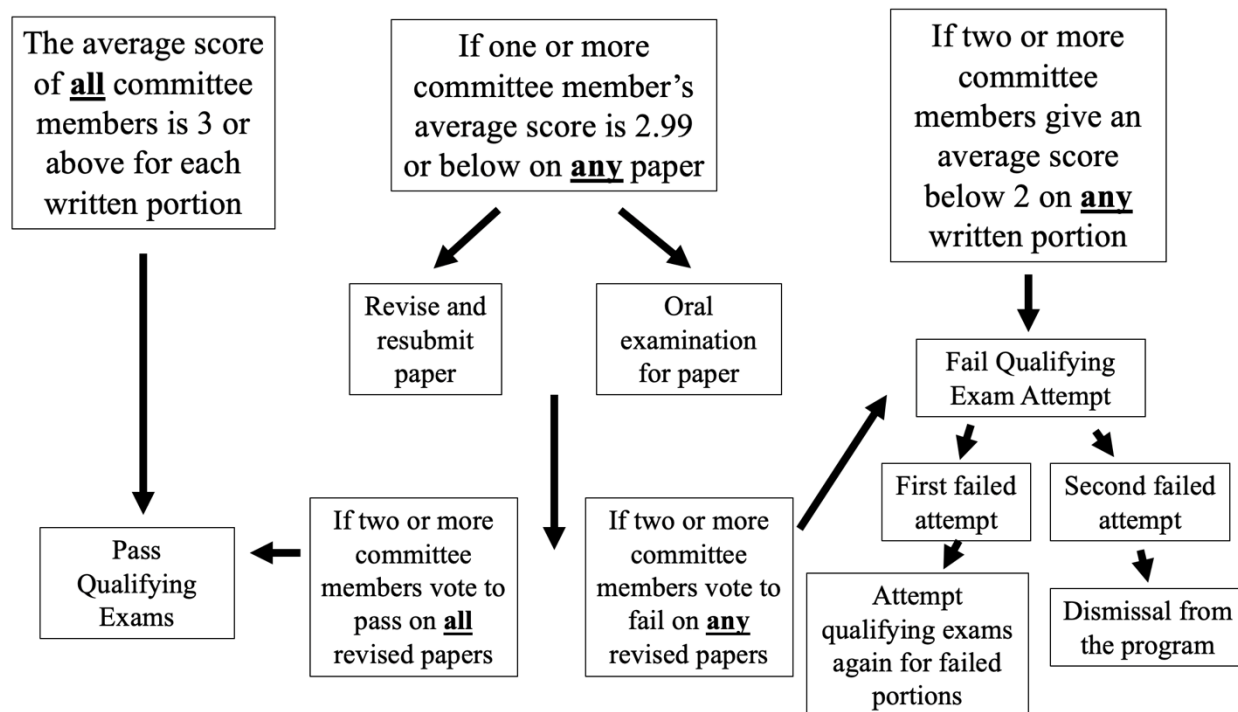 The average score
of all committee
members is 3 or
above for each
written portion
If one or more
committee member’s
average score is 2.99
or below on any paper
If two or more
committee
members give an
average score
below 2 on any
written portion
Revise and
resubmit
paper
Oral
examination
for paper
Fail Qualifying
Exam Attempt
First failed
attempt
Second failed
attempt
Pass
Qualifying
Exams
If two or more
committee
members vote to
pass on all
revised papers
If two or more
committee
members vote to
fail on any
revised papers
Attempt
qualifying exams
again for failed
portions
Dismissal from
the program